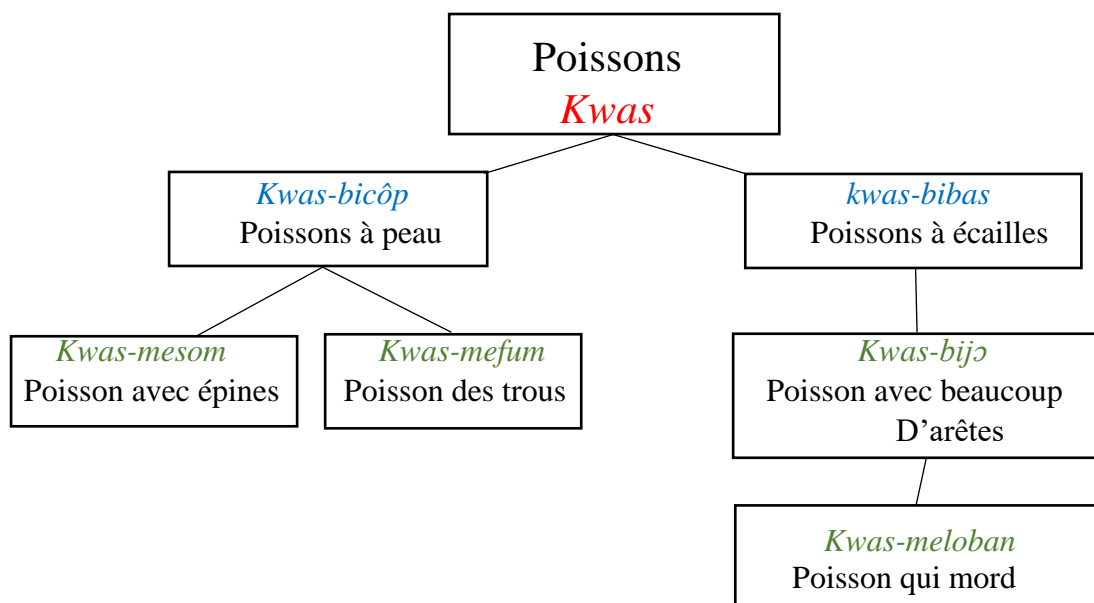 Poissons
Kwas
Kwas-bicôp
Poissons à peau
kwas-bibas
Poissons à écailles
Kwas-mesom
Poisson avec épines
Kwas-mefum
Poisson des trous
Kwas-bijɔ
Poisson avec beaucoup
D’arêtes
Kwas-meloban
Poisson qui mord